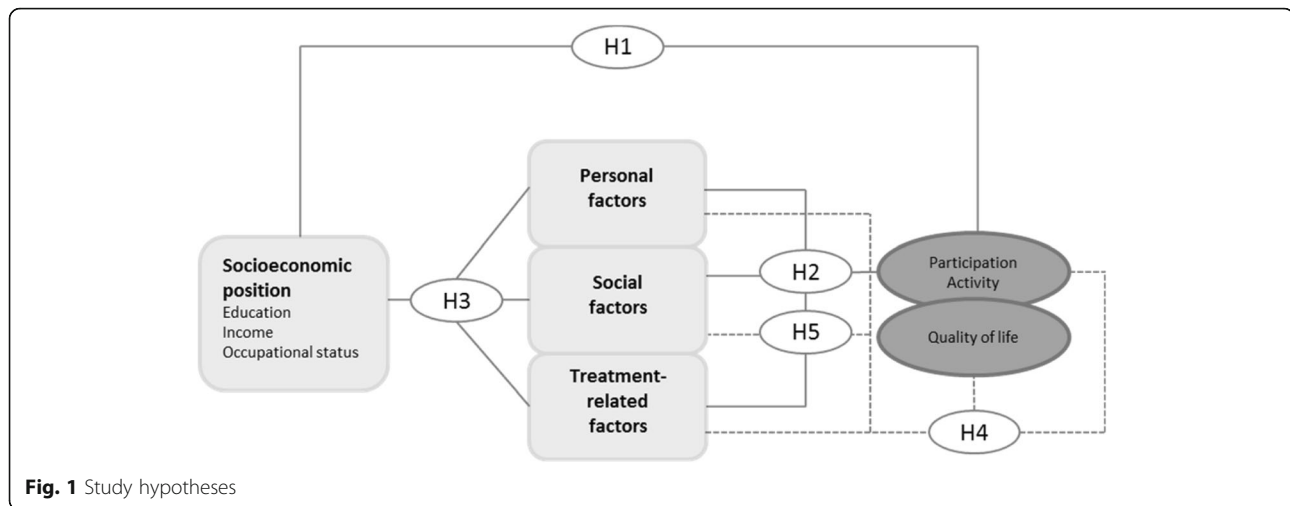 H1
Personal
factors
Socioeconomic
position
Education
Income
Occupational status
H3
Social
factors
H2
H5
Participation
Activity
Quality of life
Treatment-
related
factors
H4
Fig. 1 Study hypotheses